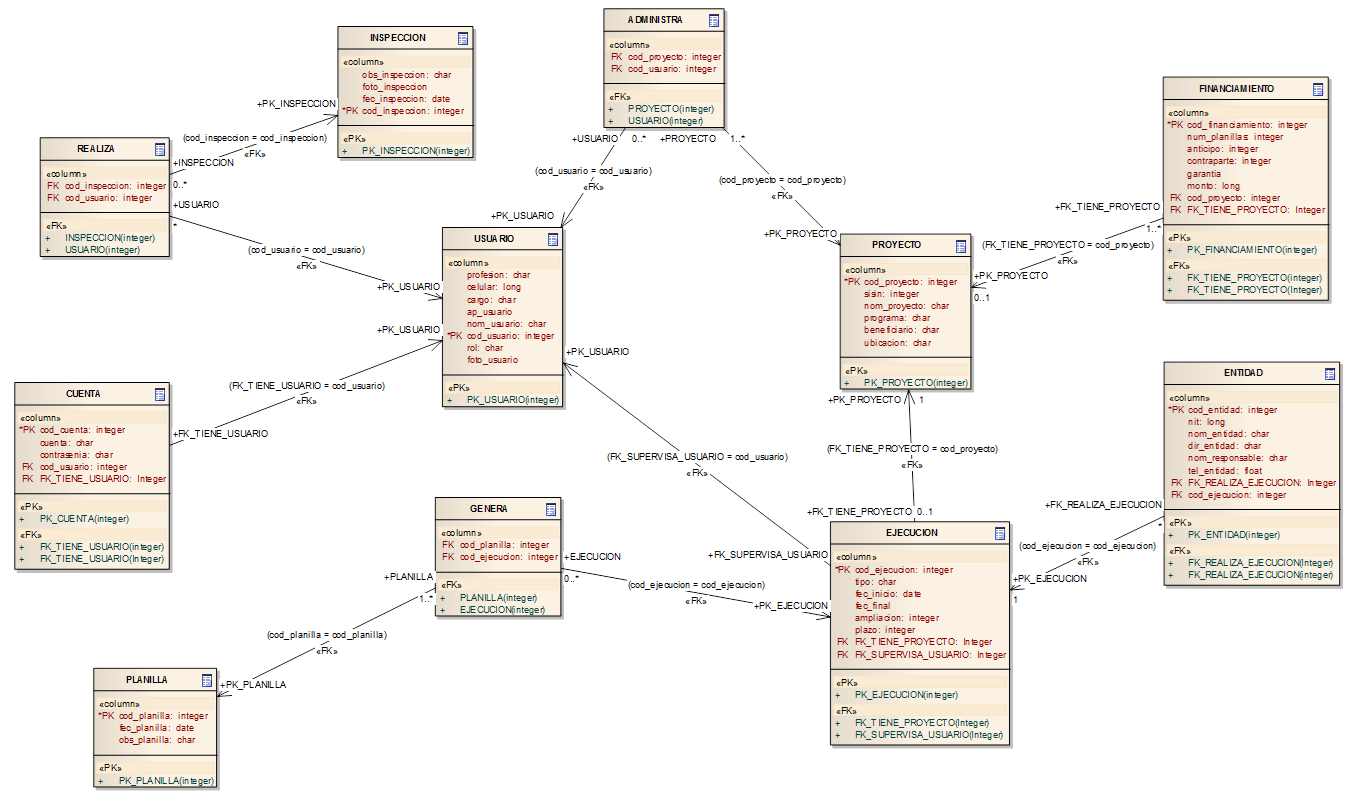 ADMINISTRA
«column»
FK cod_proyecto: integer
FK cod_usuario: integer
«FK»
+ PROYECTO(integer)
+ USUARIO(integer)
INSPECCION
«column»
obs_inspeccion: char
foto_inspeccion
fec_inspeccion: date
*PK cod_inspeccion: integer
«PK»
+ PK_INSPECCION(integer)
+PK_INSPECCION
(cod_inspeccion = cod_inspeccion)
«FK»
+INSPECCION
0..*
REALIZA
«column»
FK cod_inspeccion: integer
FK cod_usuario: integer
«FK»
+ INSPECCION(integer)
+ USUARIO(integer)
+USUARIO
*
(cod_usuario = cod_usuario)
«FK»
+PK_USUARIO
+USUARIO 0..*
(cod_usuario = cod_usuario)
«FK»
+PK_USUARIO
+PROYECTO 1..*
(cod_proyecto = cod_proyecto)
«FK»
+PK_PROYECTO
FINANCIAMIENTO
«column»
*PK cod_financiamiento: integer
num_planillas: integer
anticipo: integer
contraparte: integer
garantia
monto: long
FK cod_proyecto: integer
FK FK_TIENE_PROYECTO: Integer
«PK»
+ PK_FINANCIAMIENTO(integer)
«FK»
+ FK_TIENE_PROYECTO(Integer)
+ FK_TIENE_PROYECTO(Integer)
+FK_TIENE_PROYECTO
1..*
(FK_TIENE_PROYECTO = cod_proyecto)
«FK»
+PK_PROYECTO
0..1
USUARIO
«column»
profesion: char
celular: long
cargo: char
ap_usuario
nom_usuario: char
*PK cod_usuario: integer
rol: char
foto_usuario
«PK»
+ PK_USUARIO(integer)
PROYECTO
«column»
*PK cod_proyecto: integer
sisin: integer
nom_proyecto: char
programa: char
beneficiario: char
ubicacion: char
«PK»
+ PK_PROYECTO(integer)
+PK_USUARIO
(FK_TIENE_USUARIO = cod_usuario)
«FK»
+FK_TIENE_USUARIO
CUENTA
«column»
*PK cod_cuenta: integer
cuenta: char
contrasenia: char
FK cod_usuario: integer
FK FK_TIENE_USUARIO: Integer
«PK»
+ PK_CUENTA(integer)
«FK»
+ FK_TIENE_USUARIO(Integer)
+ FK_TIENE_USUARIO(Integer)
+PK_USUARIO
(FK_SUPERVISA_USUARIO = cod_usuario)
«FK»
+FK_SUPERVISA_USUARIO
+PK_PROYECTO 1
(FK_TIENE_PROYECTO = cod_proyecto)
«FK»
+FK_TIENE_PROYECTO 0..1
ENTIDAD
«column»
*PK cod_entidad: integer
nit: long
nom_entidad: char
dir_entidad: char
nom_responsable: char
tel_entidad: float
FK FK_REALIZA_EJECUCION: Integer
FK cod_ejecucion: integer
«PK»
+ PK_ENTIDAD(integer)
«FK»
+ FK_REALIZA_EJECUCION(Integer)
+ FK_REALIZA_EJECUCION(Integer)
+FK_REALIZA_EJECUCION
*
(cod_ejecucion = cod_ejecucion)
«FK»
+PK_EJECUCION
1
GENERA
«column»
FK cod_planilla: integer
FK cod_ejecucion: integer
«FK»
+ PLANILLA(integer)
+ EJECUCION(integer)
+EJECUCION
0..*
(cod_ejecucion = cod_ejecucion)
«FK»
+PK_EJECUCION
EJECUCION
«column»
*PK cod_ejecucion: integer
tipo: char
fec_inicio: date
fec_final
ampliacion: integer
plazo: integer
FK FK_TIENE_PROYECTO: Integer
FK FK_SUPERVISA_USUARIO: Integer
«PK»
+ PK_EJECUCION(integer)
«FK»
+ FK_TIENE_PROYECTO(Integer)
+ FK_SUPERVISA_USUARIO(Integer)
+PLANILLA
1..*
(cod_planilla = cod_planilla)
«FK»
+PK_PLANILLA
PLANILLA
«column»
*PK cod_planilla: integer
fec_planilla: date
obs_planilla: char
«PK»
+ PK_PLANILLA(integer)